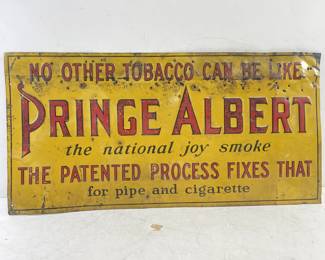 NO OTHER TOBACCO CAN BE LIKE
PRINGE ALBERT
the national joy smoke
THE PATENTED PROCESS FIXES THAT
for pipe and cigarette